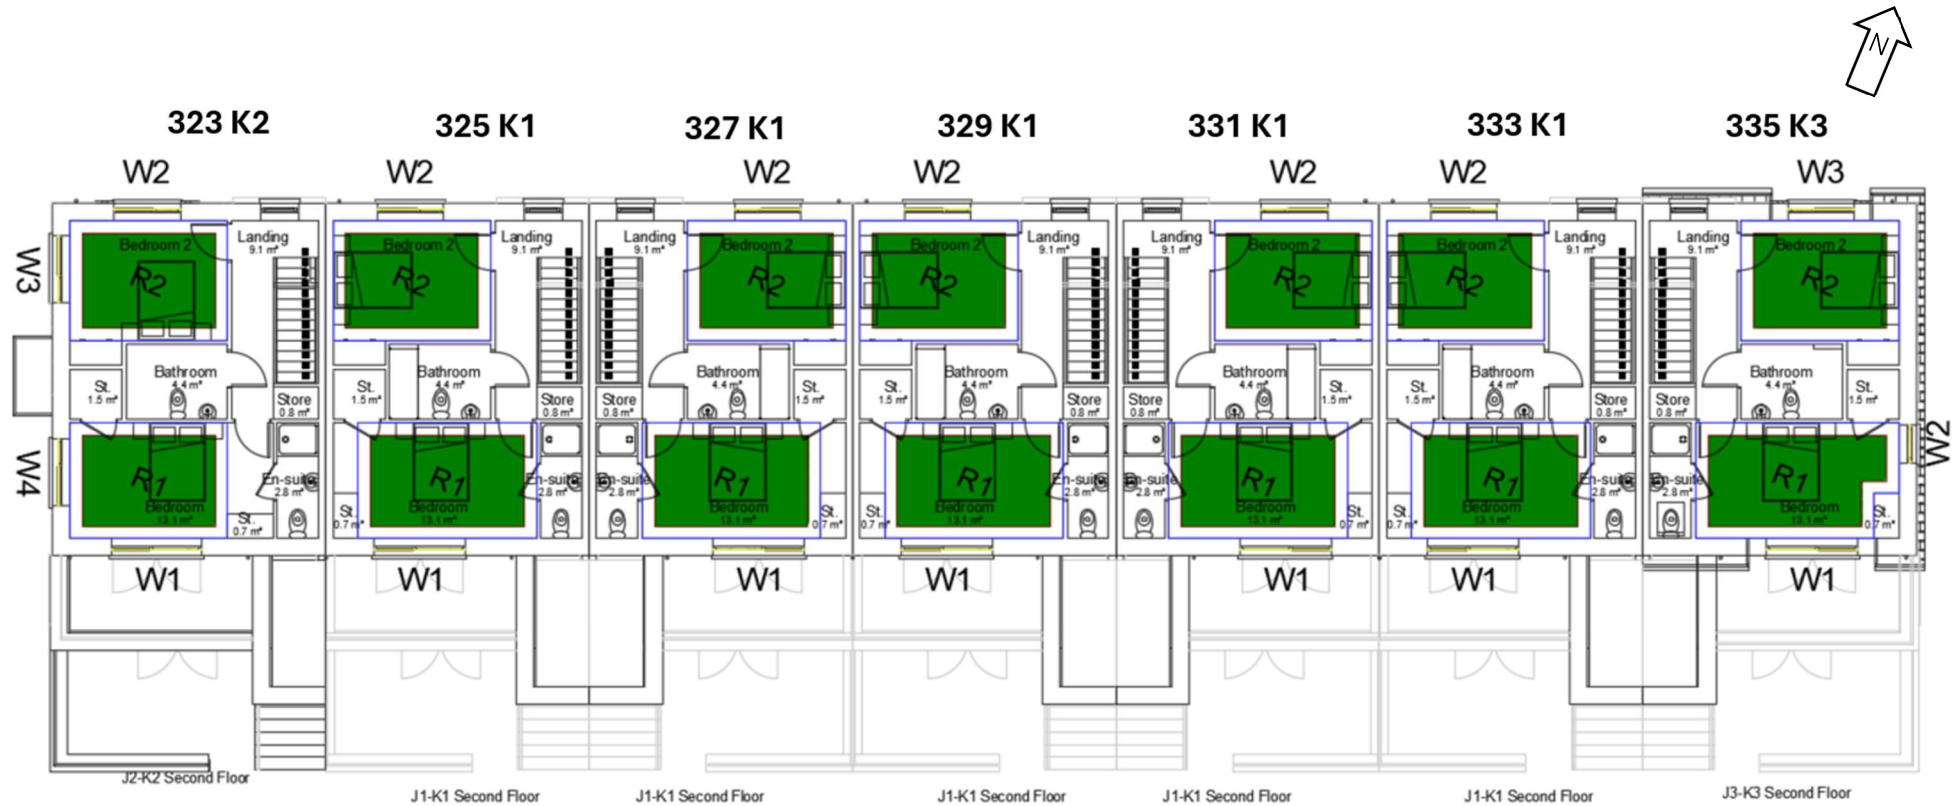 N
323 K2
325 K1
327 K1
329 K1
331 K1
333 K1
335 K3
W2
W2
W2
W2
W2
W2
W3
W3
Bedroom 2
R2
Landing
9.1 m²
Bedroom 2
R2
Landing
9.1 m²
Landing
9.1 m²
Bedroom 2
R2
Bedroom 2
R2
Landing
9.1 m²
Landing
9.1 m²
Bedroom 2
R2
Bedroom 2
R2
Landing
9.1 m²
Landing
9.1 m²
Bedroom 2
R2
St.
1.5 m²
Bathroom
4.4 m²
Store
0.8 m²
St.
1.5 m²
Bathroom
4.4 m²
Store
0.8 m²
Store
0.8 m²
Bathroom
4.4 m²
St.
1.5 m²
St.
1.5 m²
Bathroom
4.4 m²
Store
0.8 m²
Store
0.8 m²
Bathroom
4.4 m²
St.
1.5 m²
St.
1.5 m²
Bathroom
4.4 m²
Store
0.8 m²
Store
0.8 m²
Bathroom
4.4 m²
St.
1.5 m²
W4
R1
Bedroom
13.1 m²
En-suite
2.8 m²
St.
0.7 m²
St.
0.7 m²
R1
Bedroom
13.1 m²
En-suite
2.8 m²
En-suite
2.8 m²
R1
Bedroom
13.1 m²
St.
0.7 m²
St.
0.7 m²
R1
Bedroom
13.1 m²
En-suite
2.8 m²
En-suite
2.8 m²
R1
Bedroom
13.1 m²
St.
0.7 m²
St.
0.7 m²
R1
Bedroom
13.1 m²
En-suite
2.8 m²
En-suite
2.8 m²
R1
Bedroom
13.1 m²
St.
0.7 m²
W2
W1
W1
W1
W1
W1
W1
W1
J2-K2 Second Floor
J1-K1 Second Floor
J1-K1 Second Floor
J1-K1 Second Floor
J1-K1 Second Floor
J1-K1 Second Floor
J3-K3 Second Floor